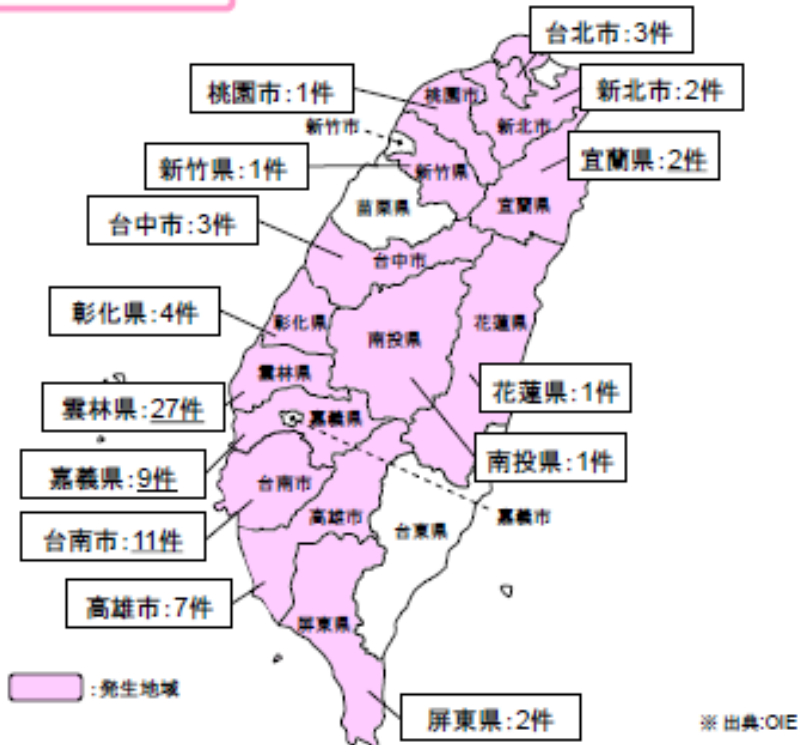 台北市:3件
桃園市:1件
桃園市
新北市:2件
新北市
新竹市
宜蘭県:2件
新竹県:1件
新竹県
苗栗県
宜蘭県
台中市:3件
台中市
彰化県:4件
彰化県
南投県
花蓮県
雲林県
雲林県:27件
嘉義県
花蓮県:1件
嘉義県:9件
南投県:1件
台南市
台南市:11件
高雄市
台東県
嘉義市
高雄市:7件
屏東県
:発生地域
屏東県:2件
※ 出典:OIE